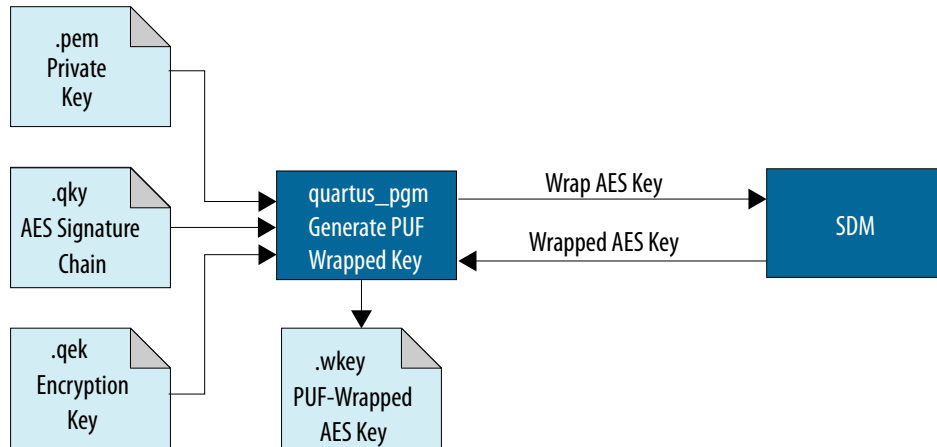 .pem
Private
Key
.qky
AES Signature
Chain
.qek
Encryption
Key
quartus_pgm
Generate PUF
Wrapped Key
Wrap AES Key
Wrapped AES Key
SDM
.wkey
PUF-Wrapped
AES Key